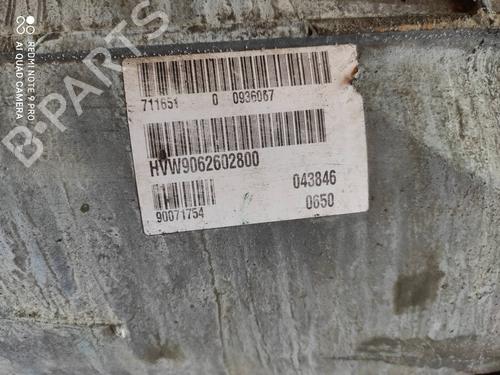 REDMI NOTE 9 PRO
AI QUAD CAMERA
B-PARTS
711651 0 0936067
HVW9062602800
90071754
043846
0650